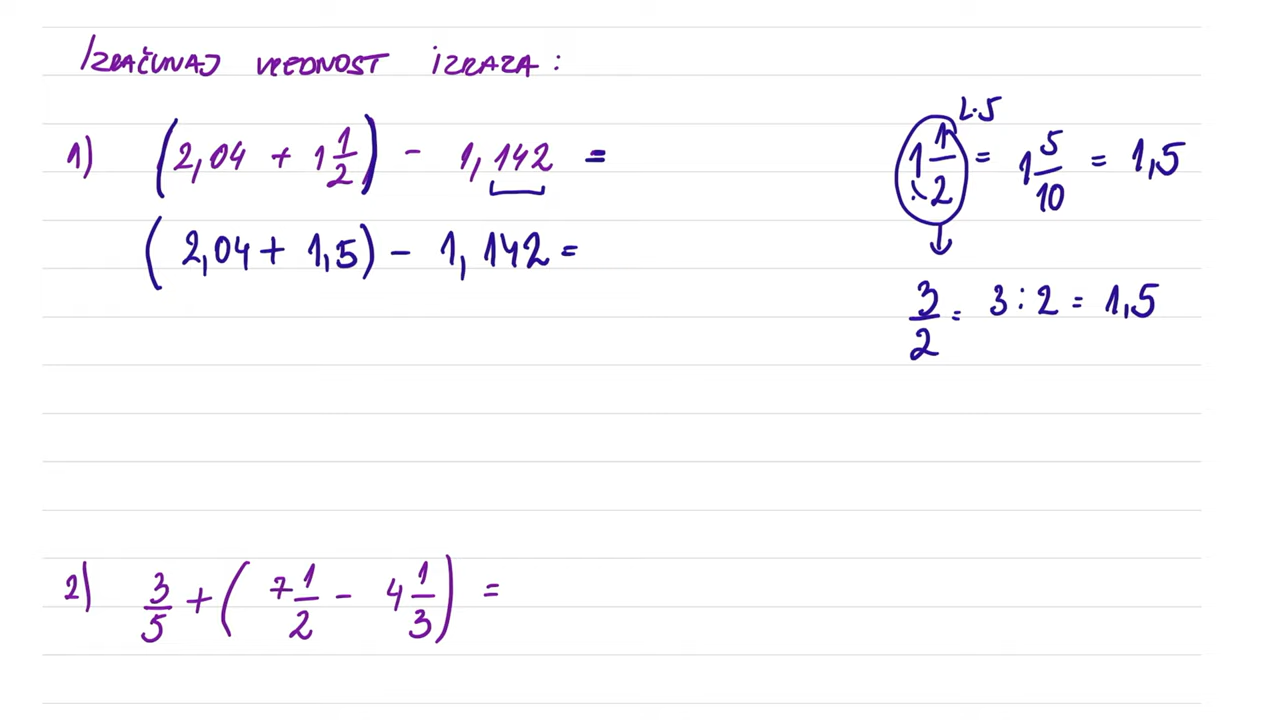 IZRAČUNAJ VREDNOST IZRAZA:
1) (2,04 + 1 1/2) - 1,142 =
(2,04 + 1,5) - 1,142 =
1 1/2 = 1 5/10 = 1,5
L·5
3/2 = 3:2 = 1,5
2) 3/5 + (7 1/2 - 4 1/3) =